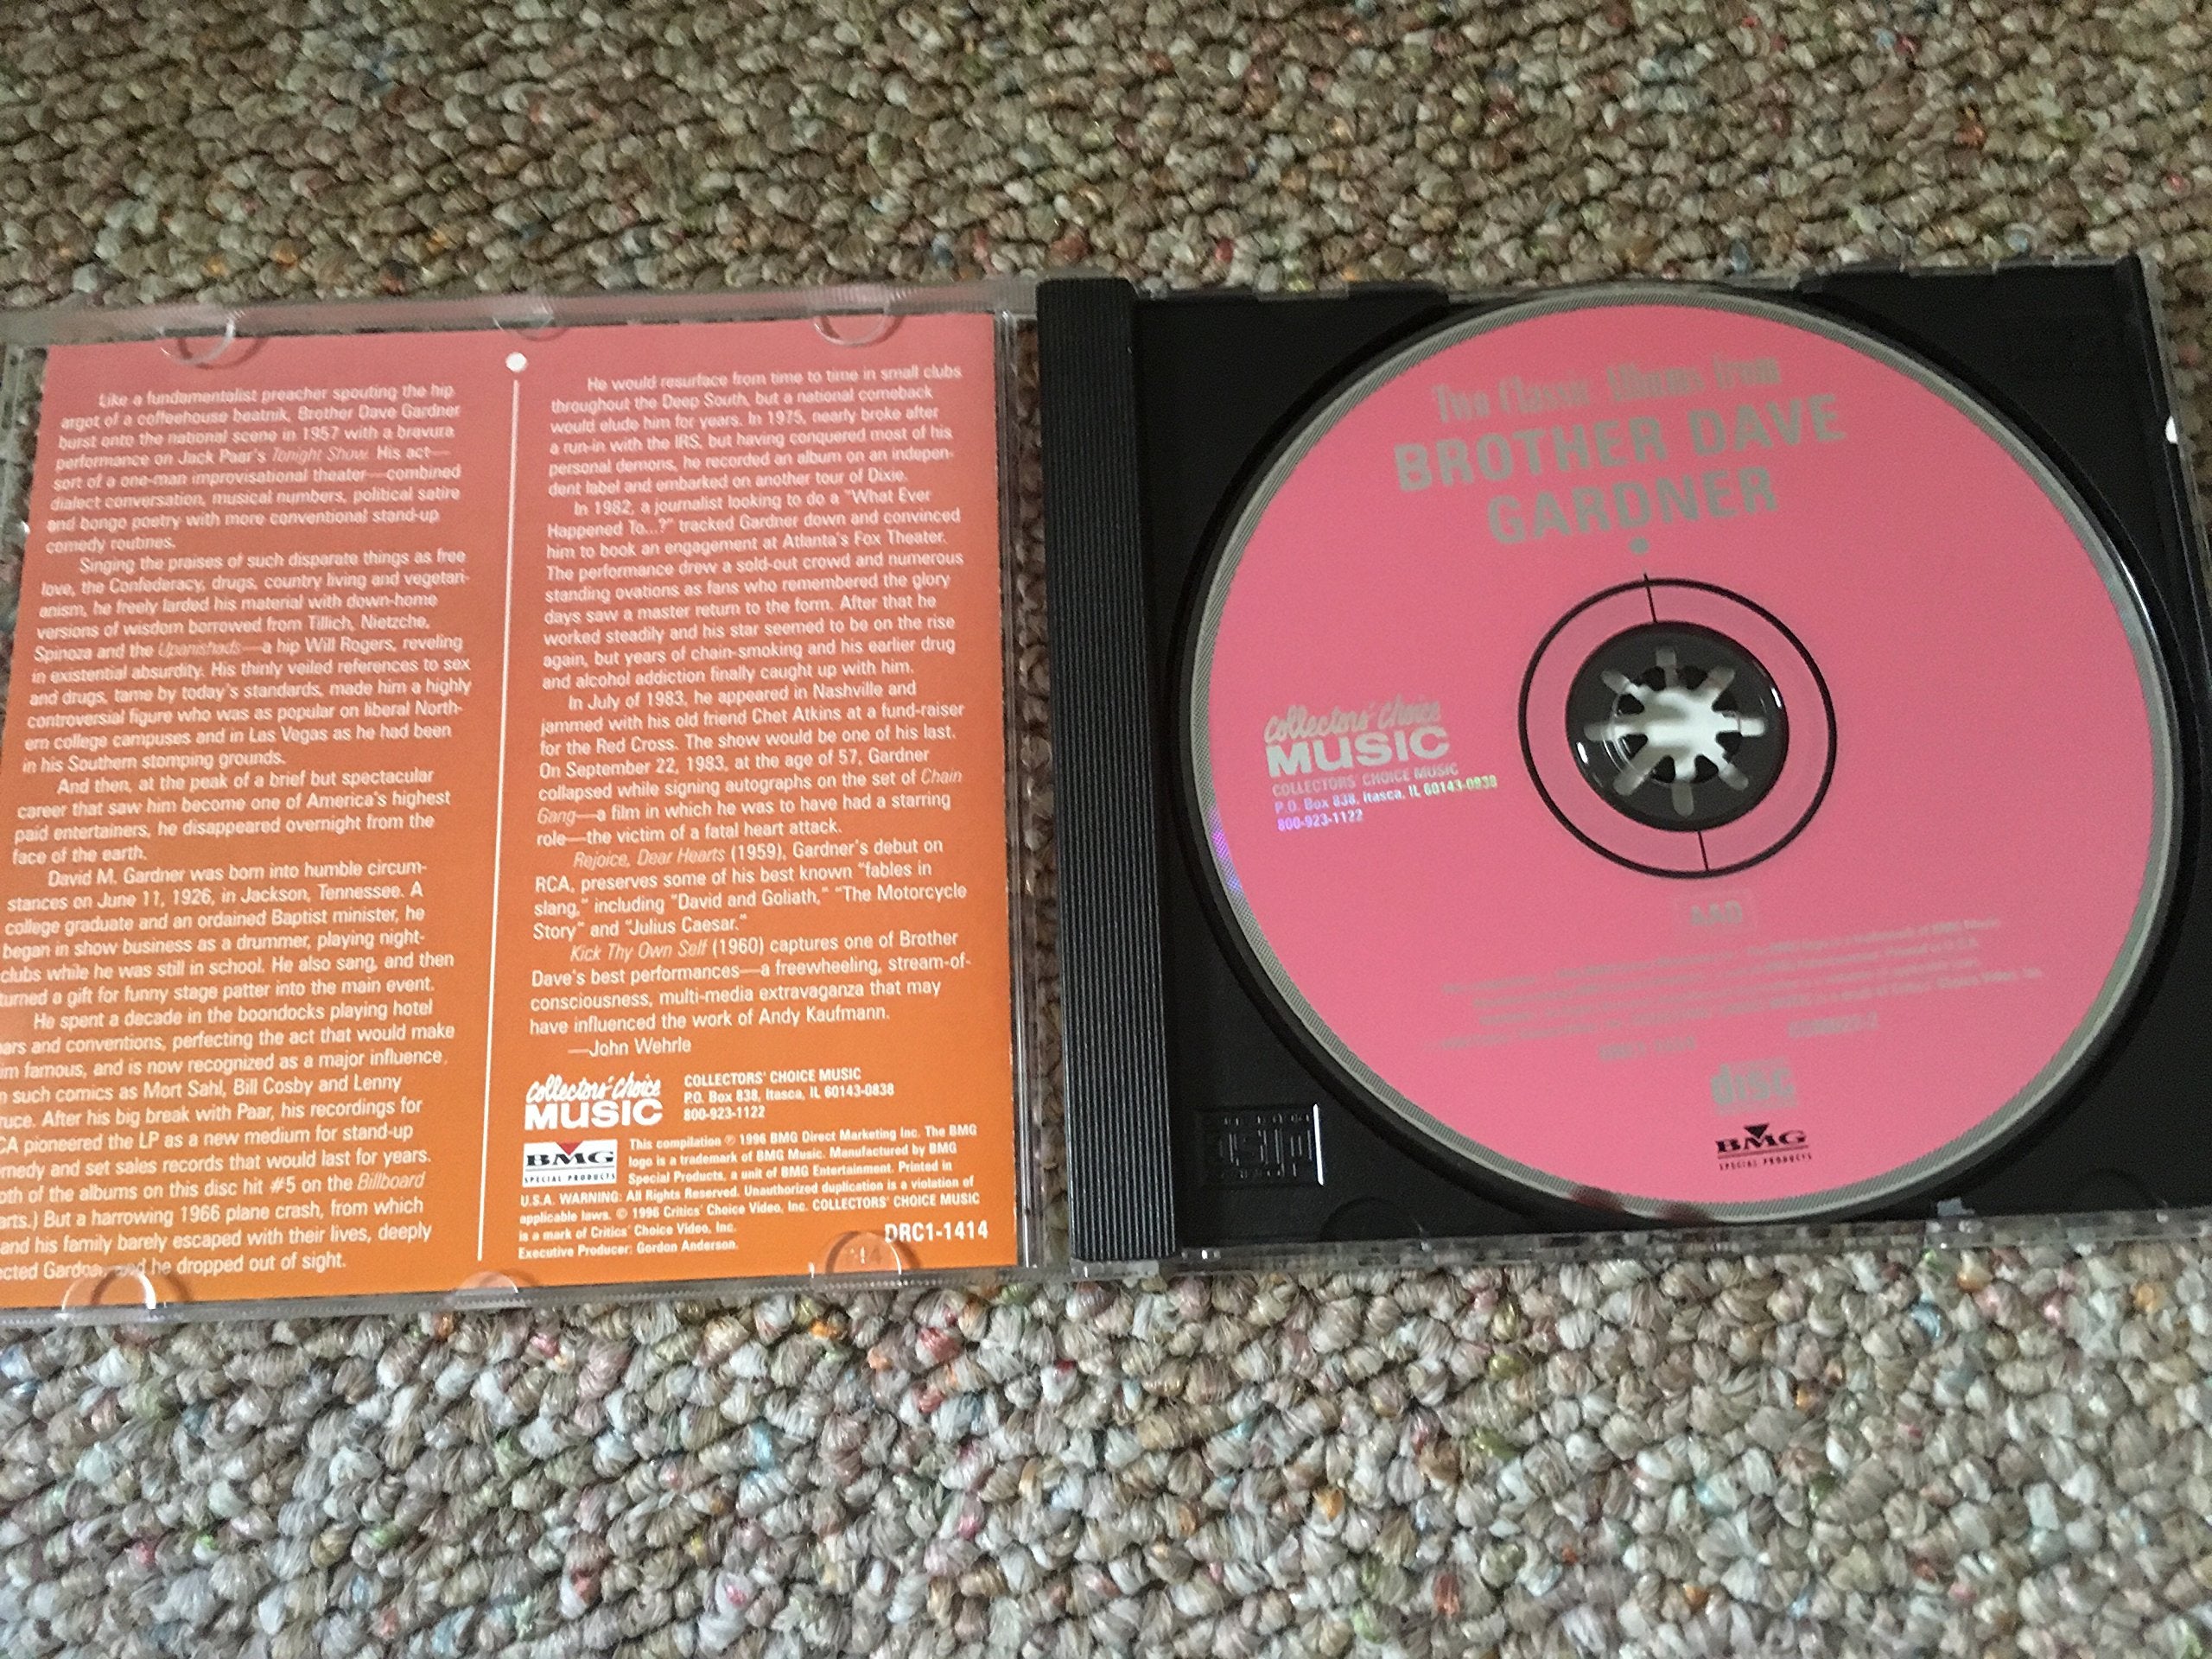 Like a fundamentalist preacher spouting the hip
argot of a coffeehouse beatnik, Brother Dave Gardner
burst onto the national scene in 1957 with a bravura
performance on Jack Paar's Tonight Show. His act—
sort of a one-man improvisational theater—combined
dialect conversation, musical numbers, political satire
and bongo poetry with more conventional stand-up
comedy routines.
Singing the praises of such disparate things as free
love, the Confederacy, drugs, country living and vegetari-
anism, he freely larded his material with down-home
versions of wisdom borrowed from Tillich, Nietzche,
Spinoza and the Upanishads—a hip Will Rogers, reveling
in existential absurdity. His thinly veiled references to sex
and drugs, tame by today's standards, made him a highly
controversial figure who was as popular on liberal North-
ern college campuses and in Las Vegas as he had been
in his Southern stomping grounds.
And then, at the peak of a brief but spectacular
career that saw him become one of America's highest
paid entertainers, he disappeared overnight from the
face of the earth.
David M. Gardner was born into humble circum-
stances on June 11, 1926, in Jackson, Tennessee. A
college graduate and an ordained Baptist minister, he
began in show business as a drummer, playing night-
clubs while he was still in school. He also sang, and then
turned a gift for funny stage patter into the main event.
He spent a decade in the boondocks playing hotel
ars and conventions, perfecting the act that would make
im famous, and is now recognized as a major influence
n such comics as Mort Sahl, Bill Cosby and Lenny
ruce. After his big break with Paar, his recordings for
CA pioneered the LP as a new medium for stand-up
medy and set sales records that would last for years.
oth of the albums on this disc hit #5 on the Billboard
arts.) But a harrowing 1966 plane crash, from which
and his family barely escaped with their lives, deeply
cted he dropped out of sight.
He would resurface from time to time in small clubs
throughout the Deep South, but a national comeback
would elude him for years. In 1975, nearly broke after
a run-in with the IRS, but having conquered most of his
personal demons, he recorded an album on an indepen-
dent label and embarked on another tour of Dixie.
In 1982, a journalist looking to do a "What Ever
Happened To...?" tracked Gardner down and convinced
him to book an engagement at Atlanta's Fox Theater.
The performance drew a sold-out crowd and numerous
standing ovations as fans who remembered the glory
days saw a master return to the form. After that he
worked steadily and his star seemed to be on the rise
again, but years of chain-smoking and his earlier drug
and alcohol addiction finally caught up with him.
In July of 1983, he appeared in Nashville and
jammed with his old friend Chet Atkins at a fund-raiser
for the Red Cross. The show would be one of his last.
On September 22, 1983, at the age of 57, Gardner
collapsed while signing autographs on the set of Chain
Gang—a film in which he was to have had a starring
role—the victim of a fatal heart attack.
Rejoice, Dear Hearts (1959), Gardner's debut on
RCA, preserves some of his best known "fables in
slang," including "David and Goliath," "The Motorcycle
Story" and "Julius Caesar."
Kick Thy Own Self (1960) captures one of Brother
Dave's best performances—a freewheeling, stream-of-
consciousness, multi-media extravaganza that may
have influenced the work of Andy Kaufmann.
—John Wehrle
Collectors' Choice
MUSIC
COLLECTORS' CHOICE MUSIC
P.O. Box 838, Itasca, IL 60143-0838
800-923-1122
BMG
SPECIAL PRODUCTS
This compilation ℗ 1996 BMG Direct Marketing Inc. The BMG
logo is a trademark of BMG Music. Manufactured by BMG
Special Products, a unit of BMG Entertainment. Printed in
U.S.A. WARNING: All Rights Reserved. Unauthorized duplication is a violation of
applicable laws. © 1996 Critics' Choice Video, Inc. COLLECTORS' CHOICE MUSIC
is a mark of Critics' Choice Video, Inc.
Executive Producer: Gordon Anderson.
DRC1-1414
Two Classic Albums from
BROTHER DAVE
GARDNER
Collectors' Choice
MUSIC
COLLECTORS' CHOICE MUSIC
P.O. Box 838, Itasca, IL 60143-0838
800-923-1122
AAD
disc
BMG
SPECIAL PRODUCTS